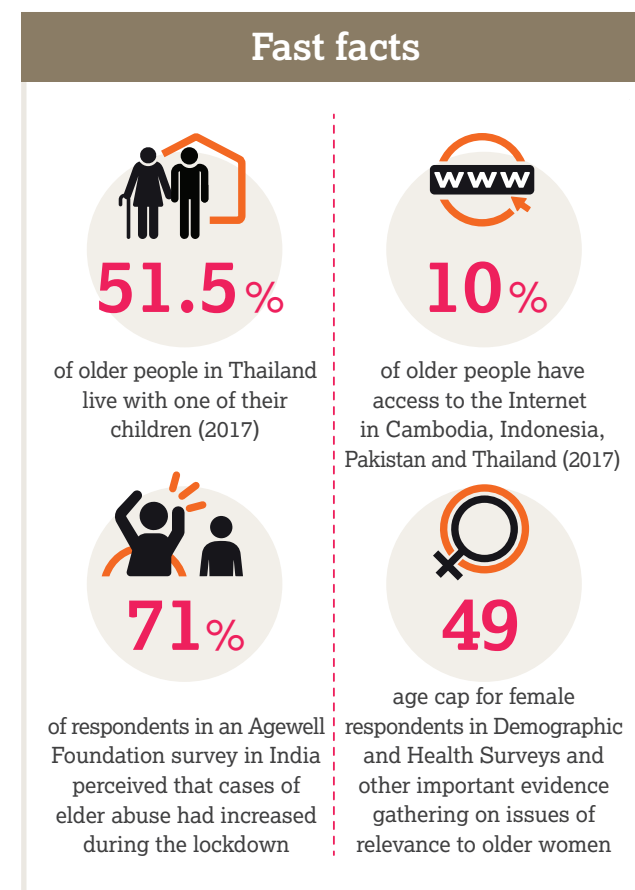 Fast facts
51.5%
of older people in Thailand
live with one of their
children (2017)
www
10%
of older people have
access to the Internet
in Cambodia, Indonesia,
Pakistan and Thailand (2017)
71%
of respondents in an Agewell
Foundation survey in India
perceived that cases of
elder abuse had increased
during the lockdown
49
age cap for female
respondents in Demographic
and Health Surveys and
other important evidence
gathering on issues of
relevance to older women